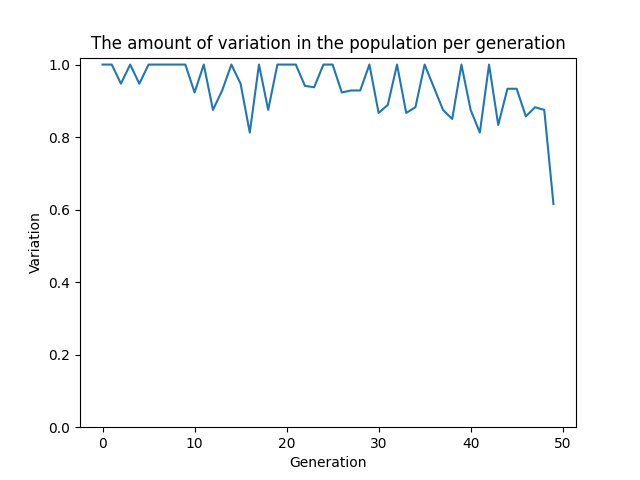 The amount of variation in the population per generation
1.0
0.8
0.6
0.4
0.2
0.0
Variation
0 10 20 30 40 50
Generation